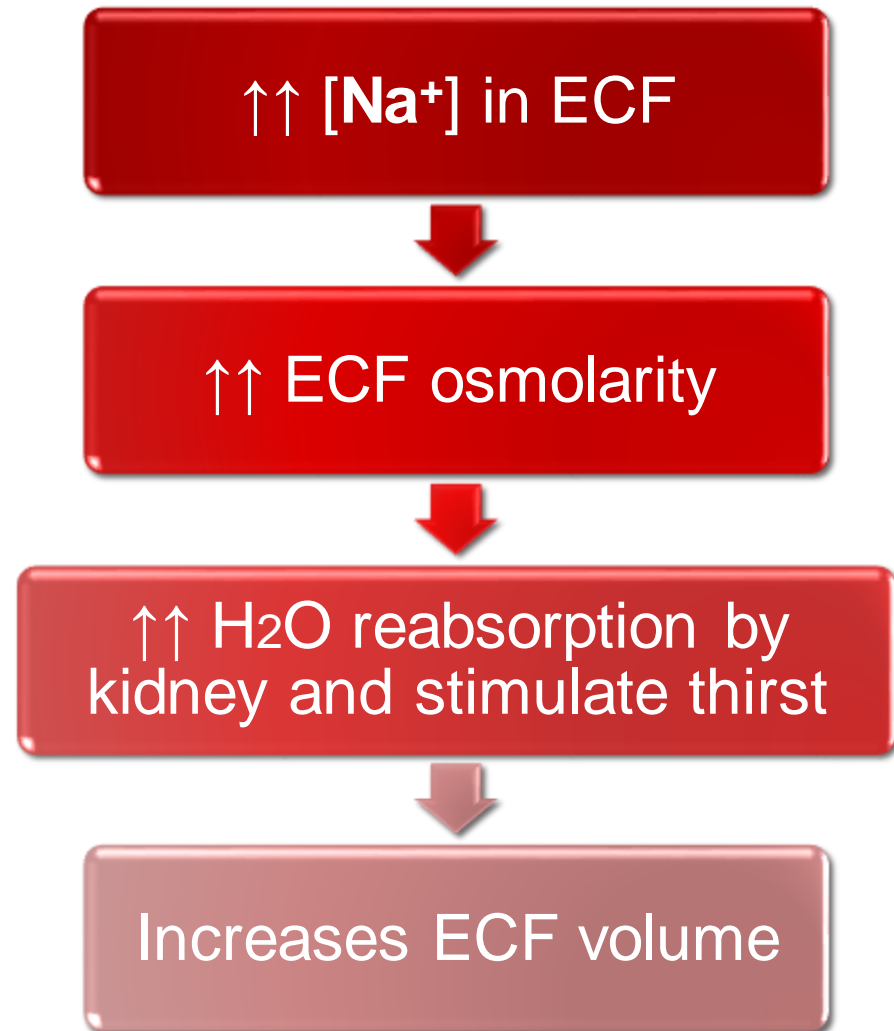 ↑↑ [Na⁺] in ECF
↑↑ ECF osmolarity
↑↑ H2O reabsorption by
kidney and stimulate thirst
Increases ECF volume